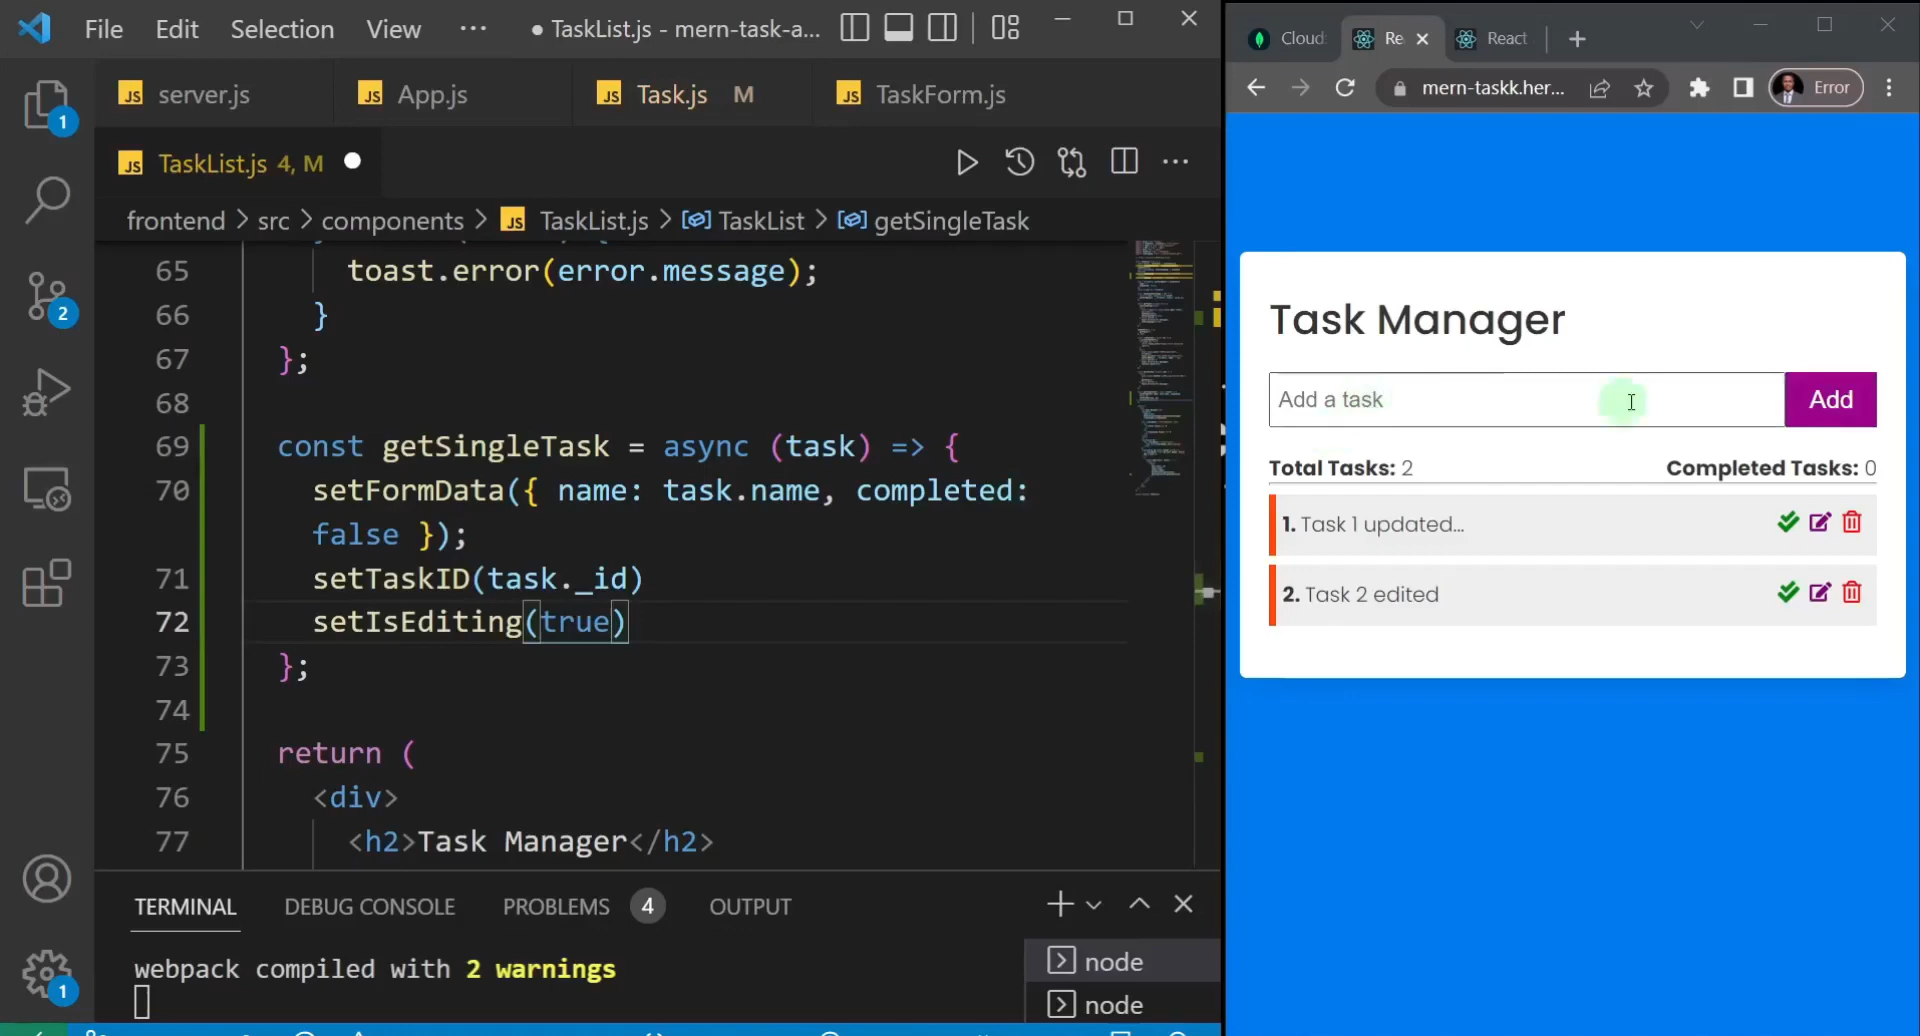 File Edit Selection View ··· ● TaskList.js - mern-task-a...
server.js App.js Task.js M TaskForm.js
TaskList.js 4, M
frontend > src > components > TaskList.js > TaskList > getSingleTask
65 toast.error(error.message);
66 }
67 };
68
69 const getSingleTask = async (task) => {
70 setFormData({ name: task.name, completed:
false });
71 setTaskID(task._id)
72 setIsEditing(true)
73 };
74
75 return (
76 <div>
77 <h2>Task Manager</h2>
TERMINAL DEBUG CONSOLE PROBLEMS 4 OUTPUT
webpack compiled with 2 warnings
node
node
1
2
1
Cloud Re React
mern-taskk.her... Error
Task Manager
Add a task Add
Total Tasks: 2 Completed Tasks: 0
1. Task 1 updated...
2. Task 2 edited